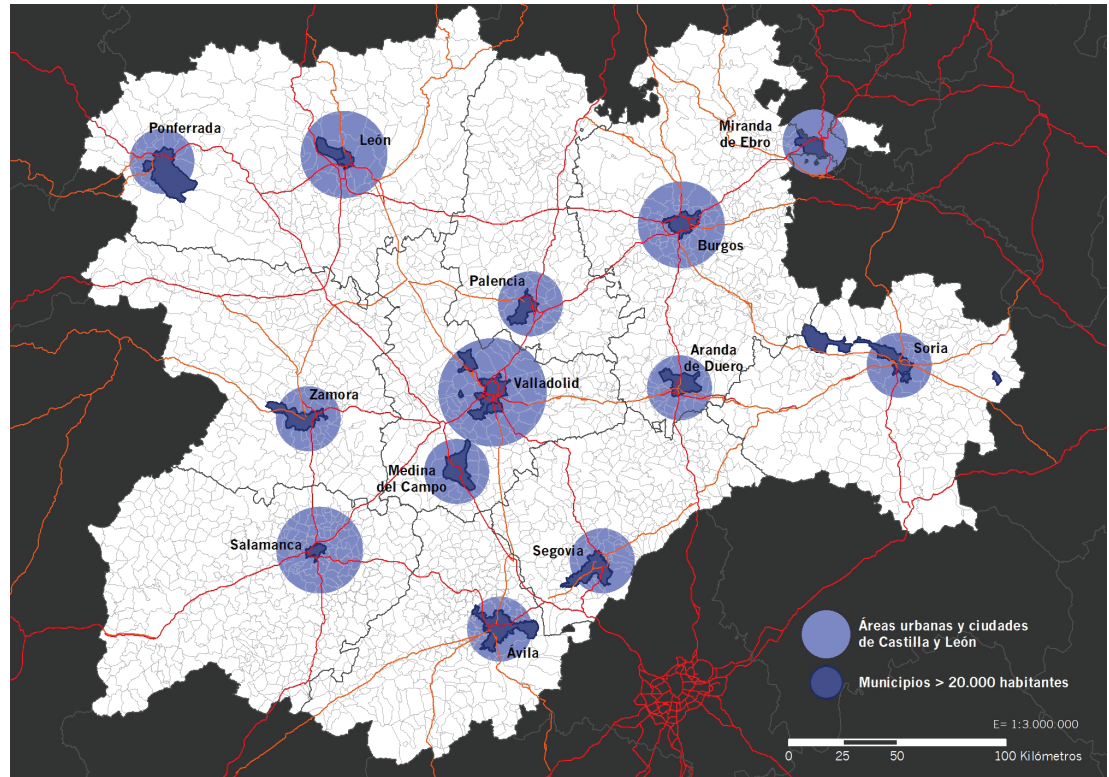 Ponferrada
León
Miranda
de Ebro
Burgos
Palencia
Aranda
de Duero
Soria
Valladolid
Zamora
Medina
del Campo
Salamanca
Segovia
Ávila
Áreas urbanas y ciudades
de Castilla y León
Municipios > 20.000 habitantes
E= 1:3.000.000
0 25 50 100 Kilómetros